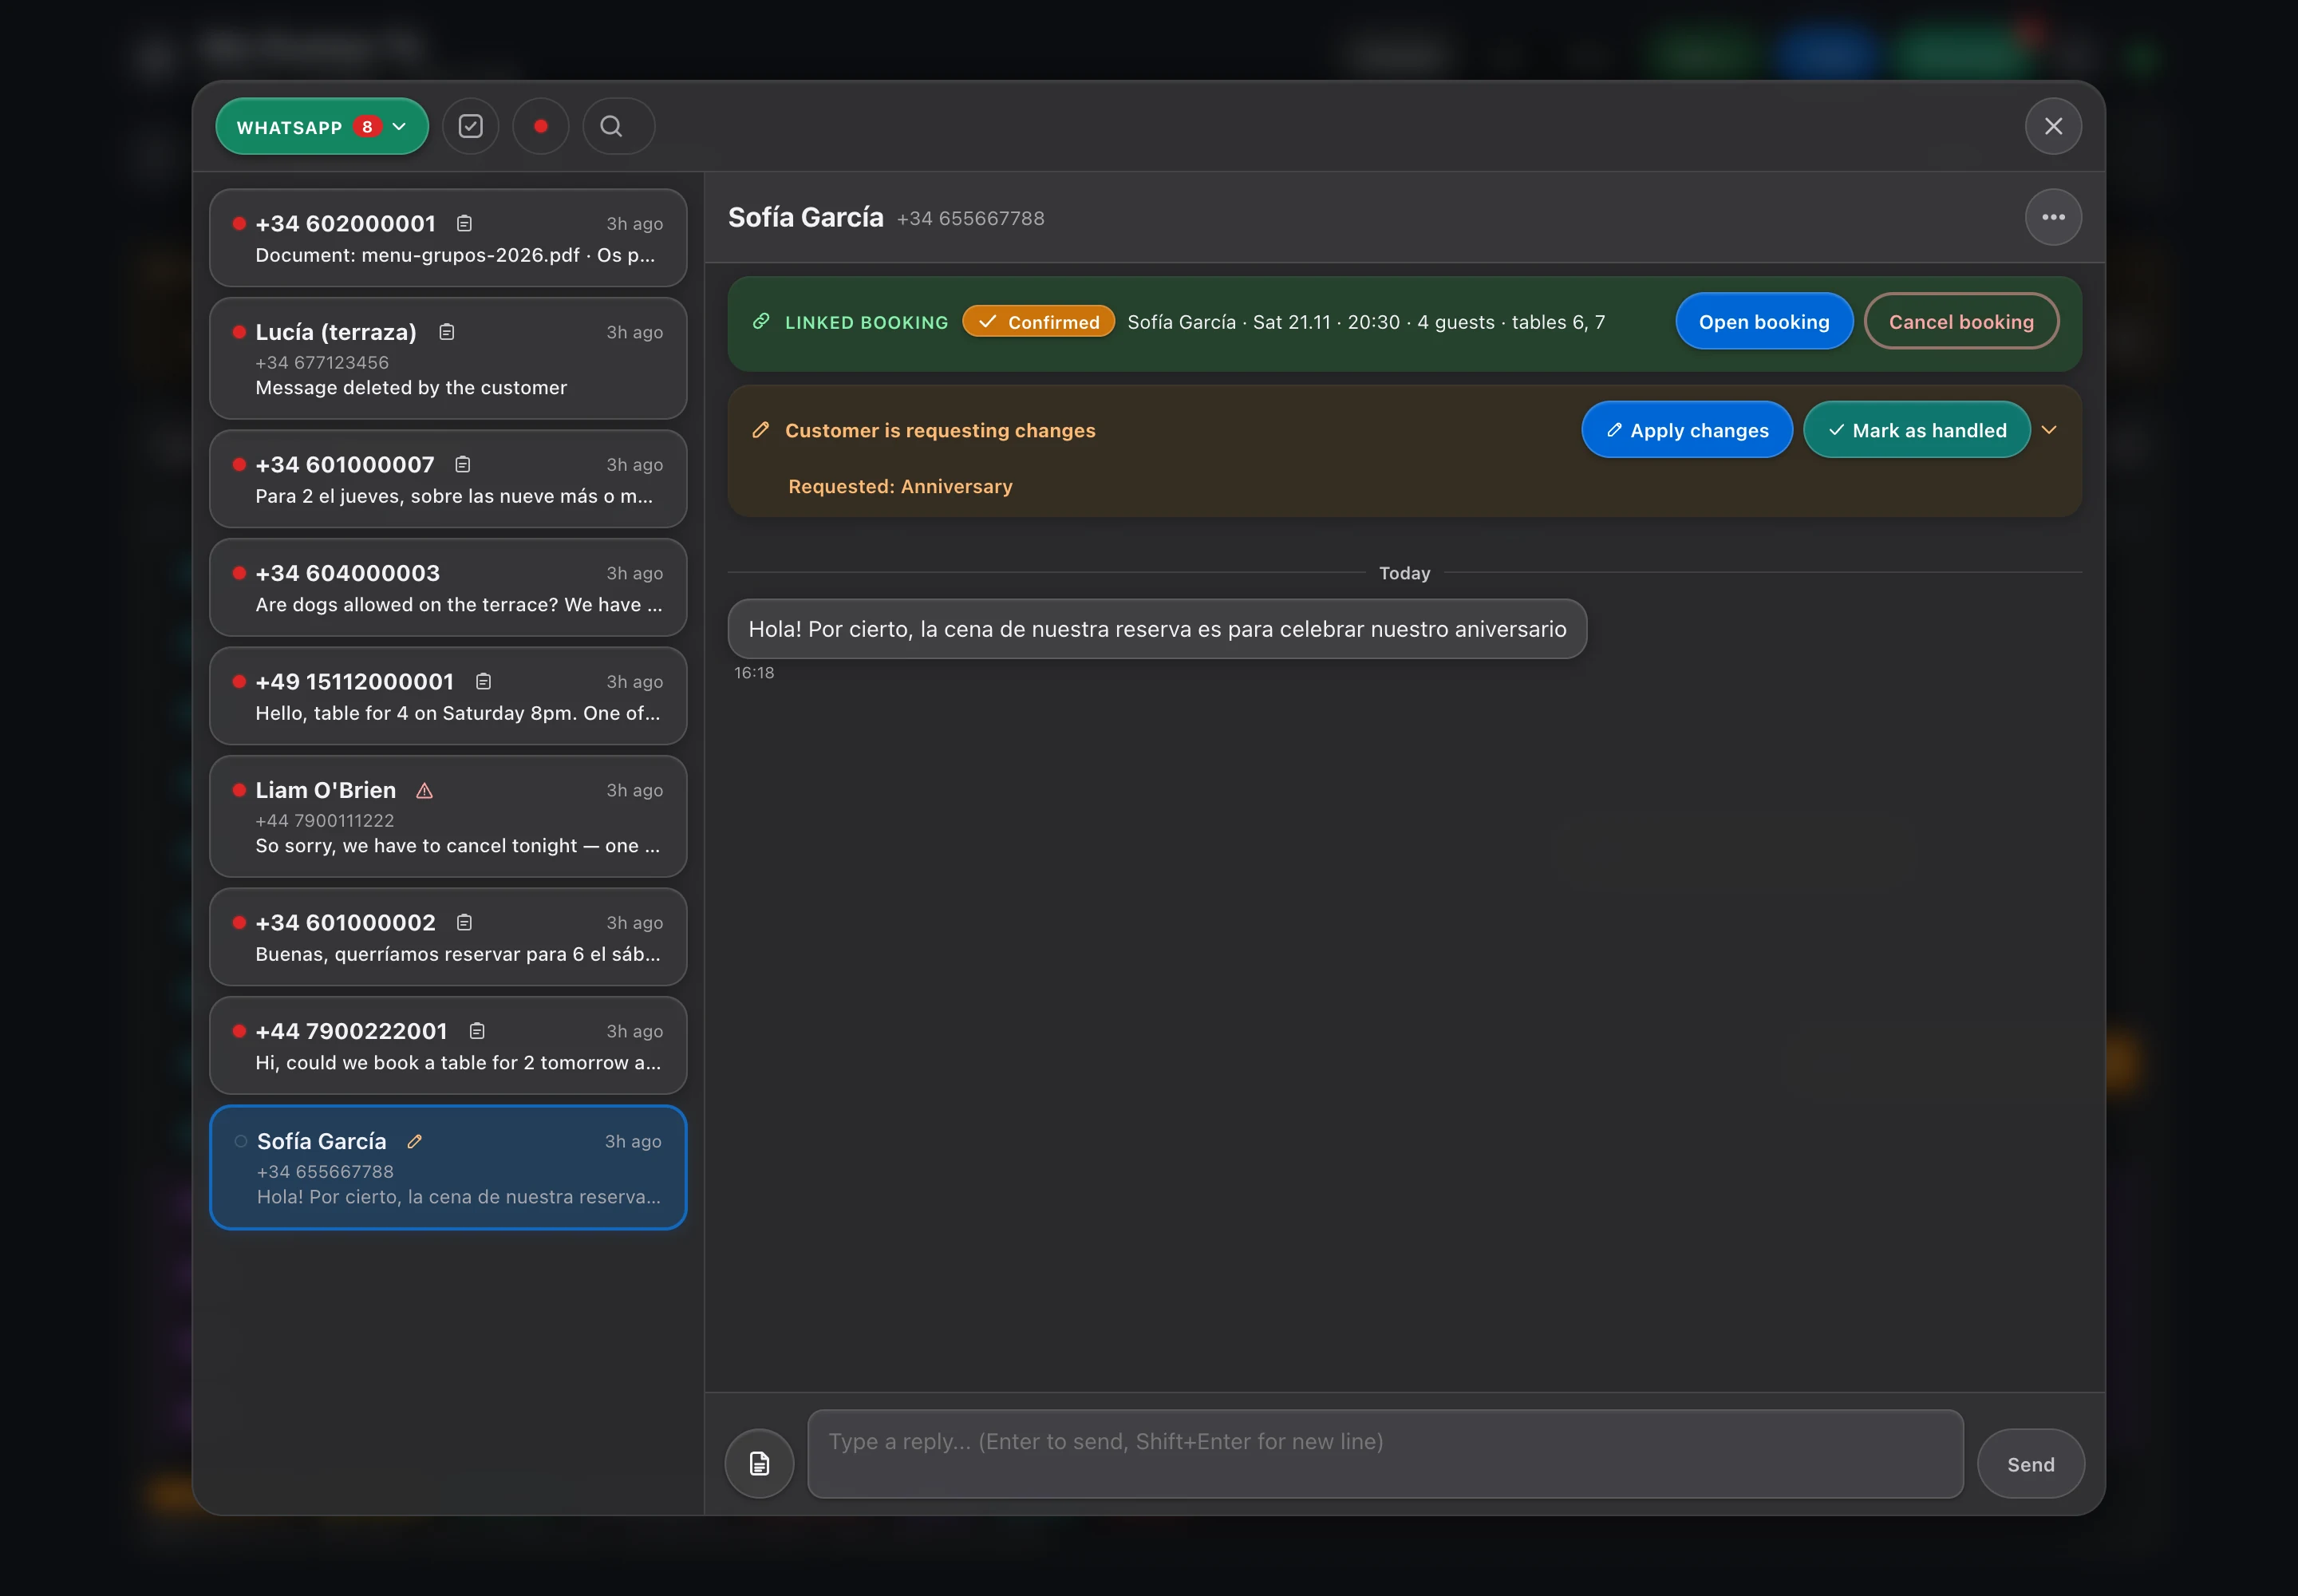 WHATSAPP 8
+34 602000001 3h ago
Document: menu-grupos-2026.pdf · Os p...
Lucía (terraza) 3h ago
+34 677123456
Message deleted by the customer
+34 601000007 3h ago
Para 2 el jueves, sobre las nueve más o m...
+34 604000003 3h ago
Are dogs allowed on the terrace? We have ...
+49 15112000001 3h ago
Hello, table for 4 on Saturday 8pm. One of...
Liam O'Brien 3h ago
+44 7900111222
So sorry, we have to cancel tonight — one ...
+34 601000002 3h ago
Buenas, querríamos reservar para 6 el sáb...
+44 7900222001 3h ago
Hi, could we book a table for 2 tomorrow a...
Sofía García 3h ago
+34 655667788
Hola! Por cierto, la cena de nuestra reserva...
Sofía García +34 655667788
LINKED BOOKING Confirmed Sofía García · Sat 21.11 · 20:30 · 4 guests · tables 6, 7 Open booking Cancel booking
Customer is requesting changes Apply changes Mark as handled
Requested: Anniversary
Today
Hola! Por cierto, la cena de nuestra reserva es para celebrar nuestro aniversario
16:18
Type a reply... (Enter to send, Shift+Enter for new line)
Send